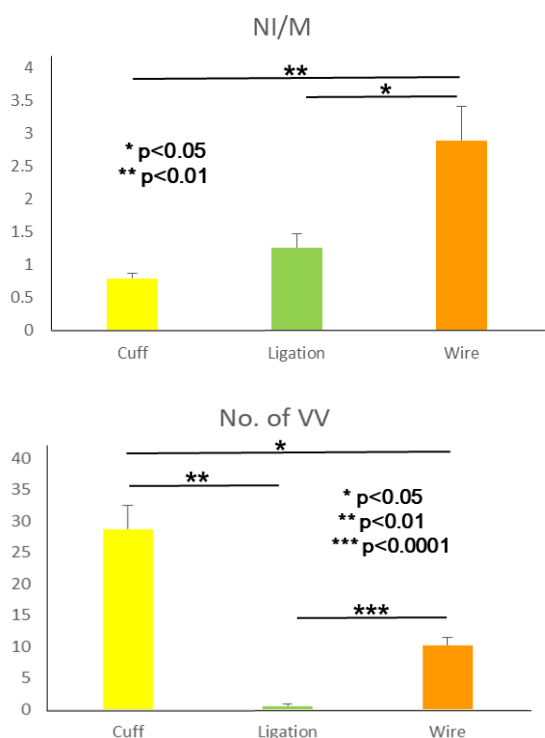 NI/M
4
3.5
3
2.5
2
1.5
1
0.5
0
**
*
* p<0.05
** p<0.01
Cuff Ligation Wire
No. of VV
40
35
30
25
20
15
10
5
0
*
**
***
* p<0.05
** p<0.01
*** p<0.0001
Cuff Ligation Wire